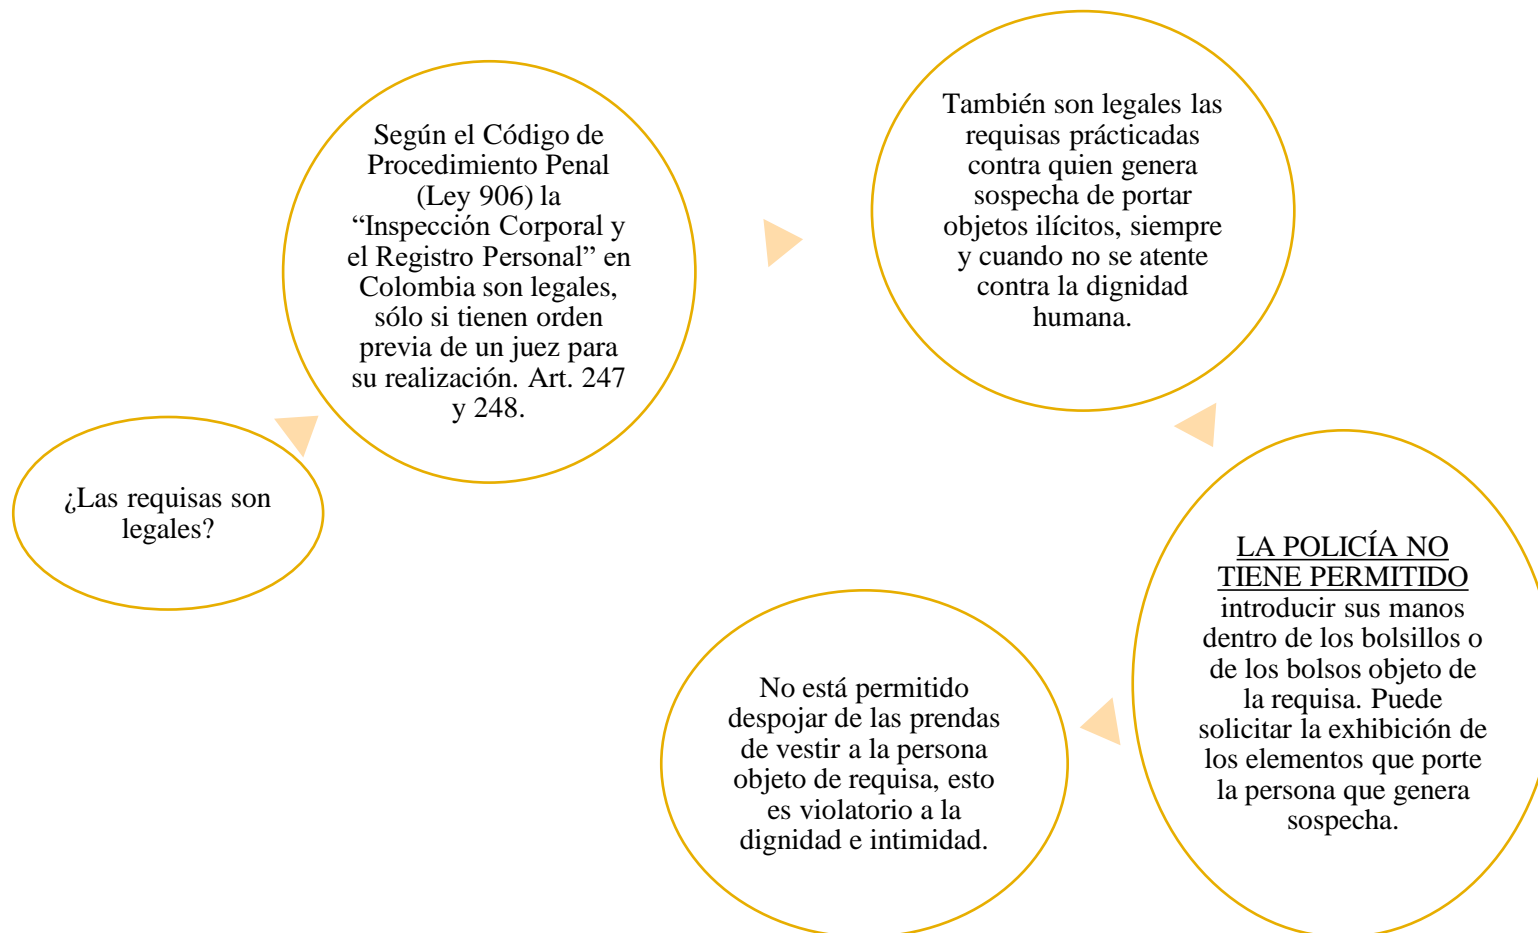 ¿Las requisas son
legales?
Según el Código de
Procedimiento Penal
(Ley 906) la
“Inspección Corporal y
el Registro Personal” en
Colombia son legales,
sólo si tienen orden
previa de un juez para
su realización. Art. 247
y 248.
También son legales las
requisas prácticadas
contra quien genera
sospecha de portar
objetos ilícitos, siempre
y cuando no se atente
contra la dignidad
humana.
LA POLICÍA NO
TIENE PERMITIDO
introducir sus manos
dentro de los bolsillos o
de los bolsos objeto de
la requisa. Puede
solicitar la exhibición de
los elementos que porte
la persona que genera
sospecha.
No está permitido
despojar de las prendas
de vestir a la persona
objeto de requisa, esto
es violatorio a la
dignidad e intimidad.